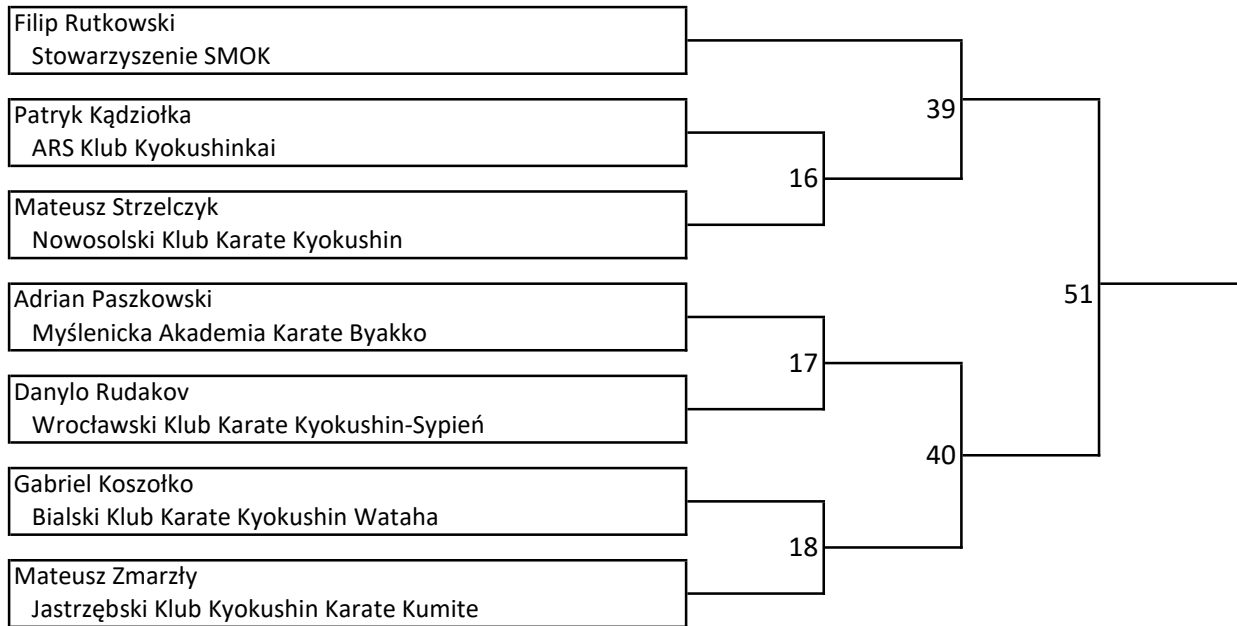 Filip Rutkowski
Stowarzyszenie SMOK
Patryk Kądziołka
ARS Klub Kyokushinkai
39
16
Mateusz Strzelczyk
Nowosolski Klub Karate Kyokushin
Adrian Paszkowski
Myślenicka Akademia Karate Byakko
51
17
Danylo Rudakov
Wrocławski Klub Karate Kyokushin-Sypień
40
Gabriel Koszołko
Bialski Klub Karate Kyokushin Wataha
18
Mateusz Zmarzły
Jastrzębski Klub Kyokushin Karate Kumite